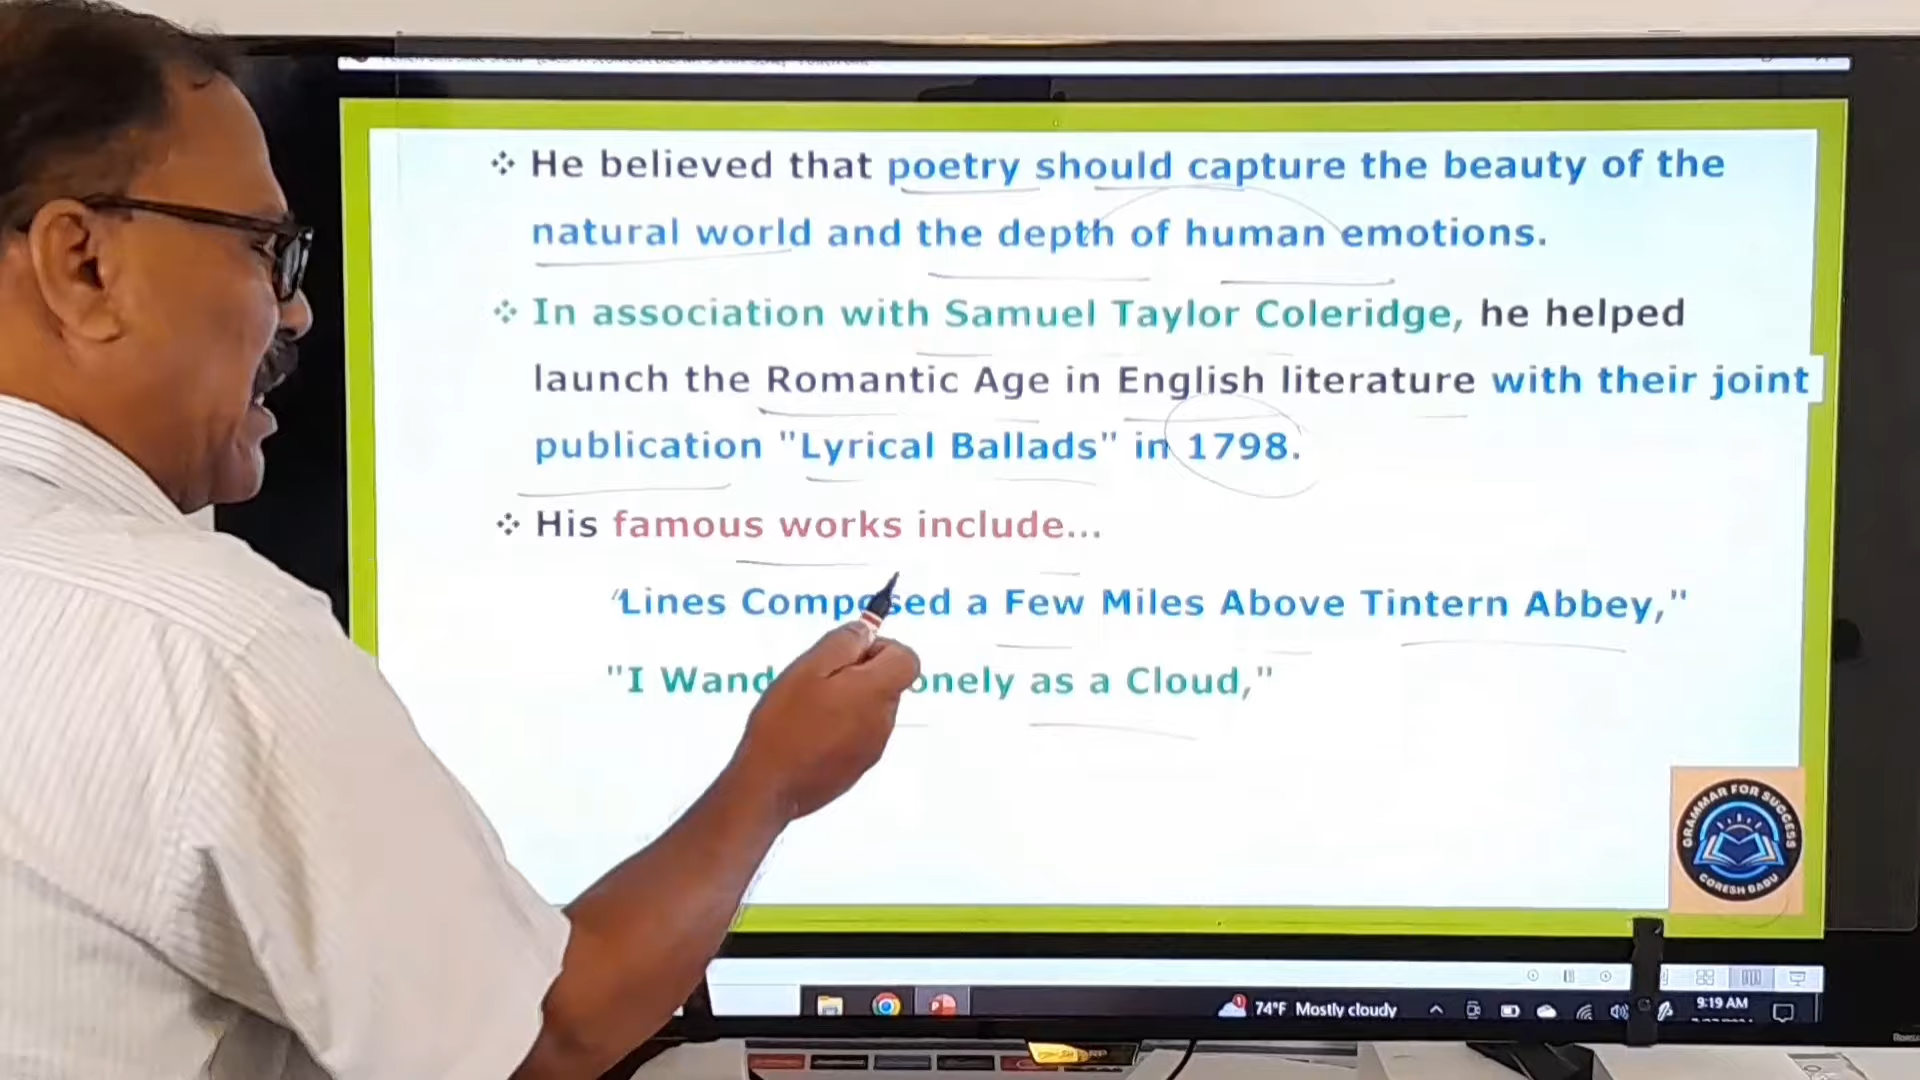 ❖ He believed that poetry should capture the beauty of the
natural world and the depth of human emotions.
❖ In association with Samuel Taylor Coleridge, he helped
launch the Romantic Age in English literature with their joint
publication "Lyrical Ballads" in 1798.
❖ His famous works include...
"Lines Composed a Few Miles Above Tintern Abbey,"
"I Wand onely as a Cloud,"
GRAMMAR FOR SUCCESS
CORESH BABU
74°F Mostly cloudy
9:19 AM